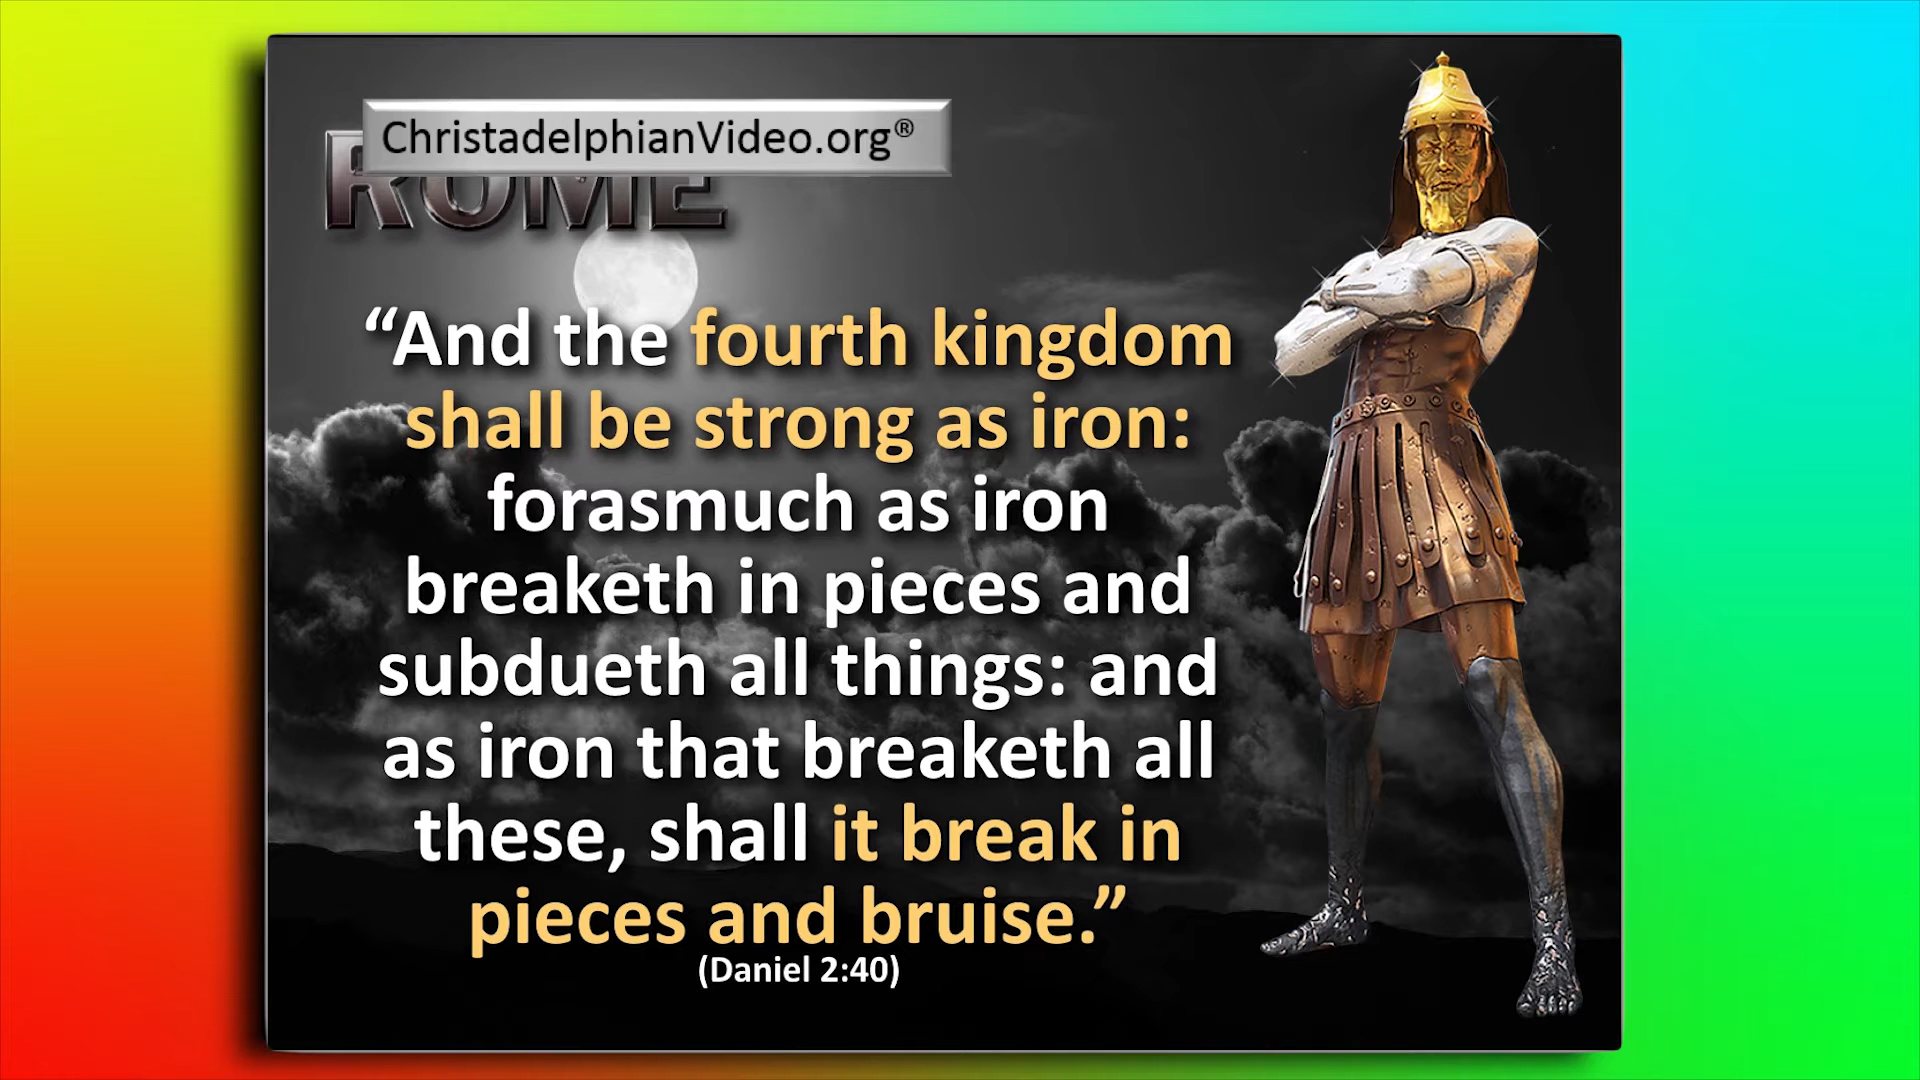 ChristadelphianVideo.org®
ROME
“And the fourth kingdom
shall be strong as iron:
forasmuch as iron
breaketh in pieces and
subdueth all things: and
as iron that breaketh all
these, shall it break in
pieces and bruise.”
(Daniel 2:40)